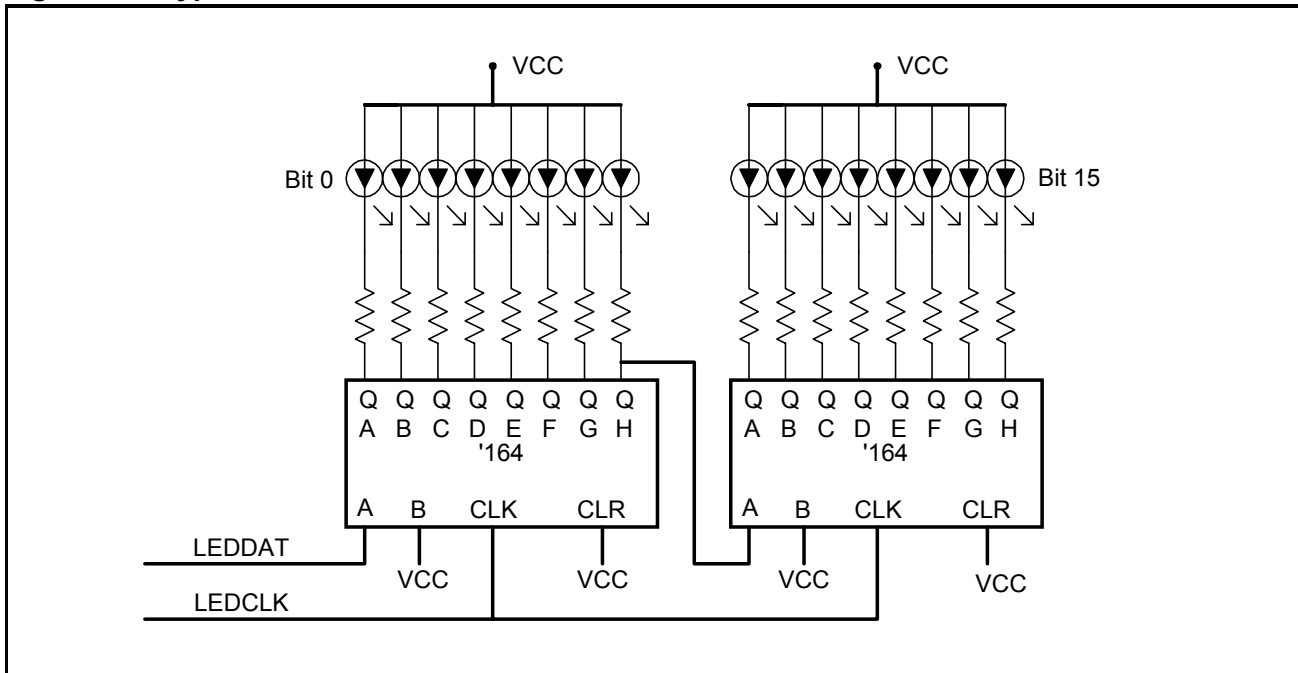 VCC VCC
Bit 0 Bit 15
Q Q Q Q Q Q Q Q Q Q Q Q Q Q Q Q
A B C D E F G H A B C D E F G H
'164 '164
A B CLK CLR A B CLK CLR
LEDDAT
VCC VCC VCC VCC
LEDCLK